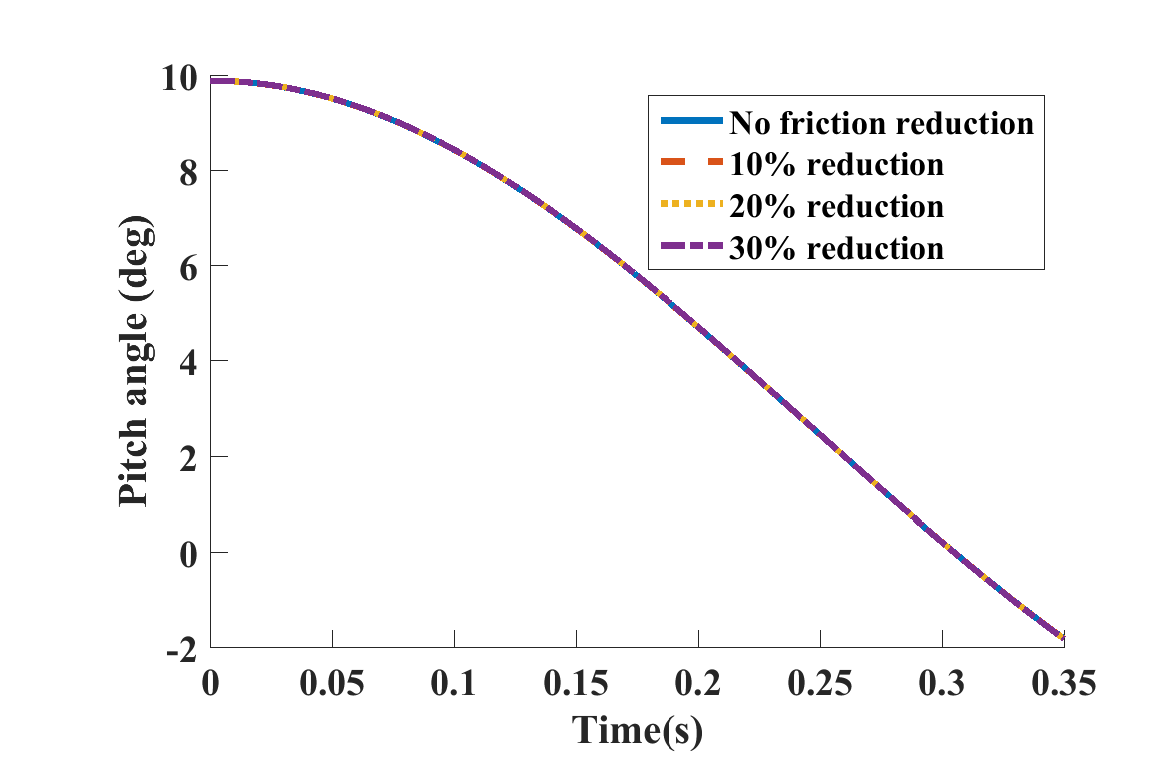 10
8
6
4
2
0
-2
Pitch angle (deg)
No friction reduction
10% reduction
20% reduction
30% reduction
0 0.05 0.1 0.15 0.2 0.25 0.3 0.35
Time(s)